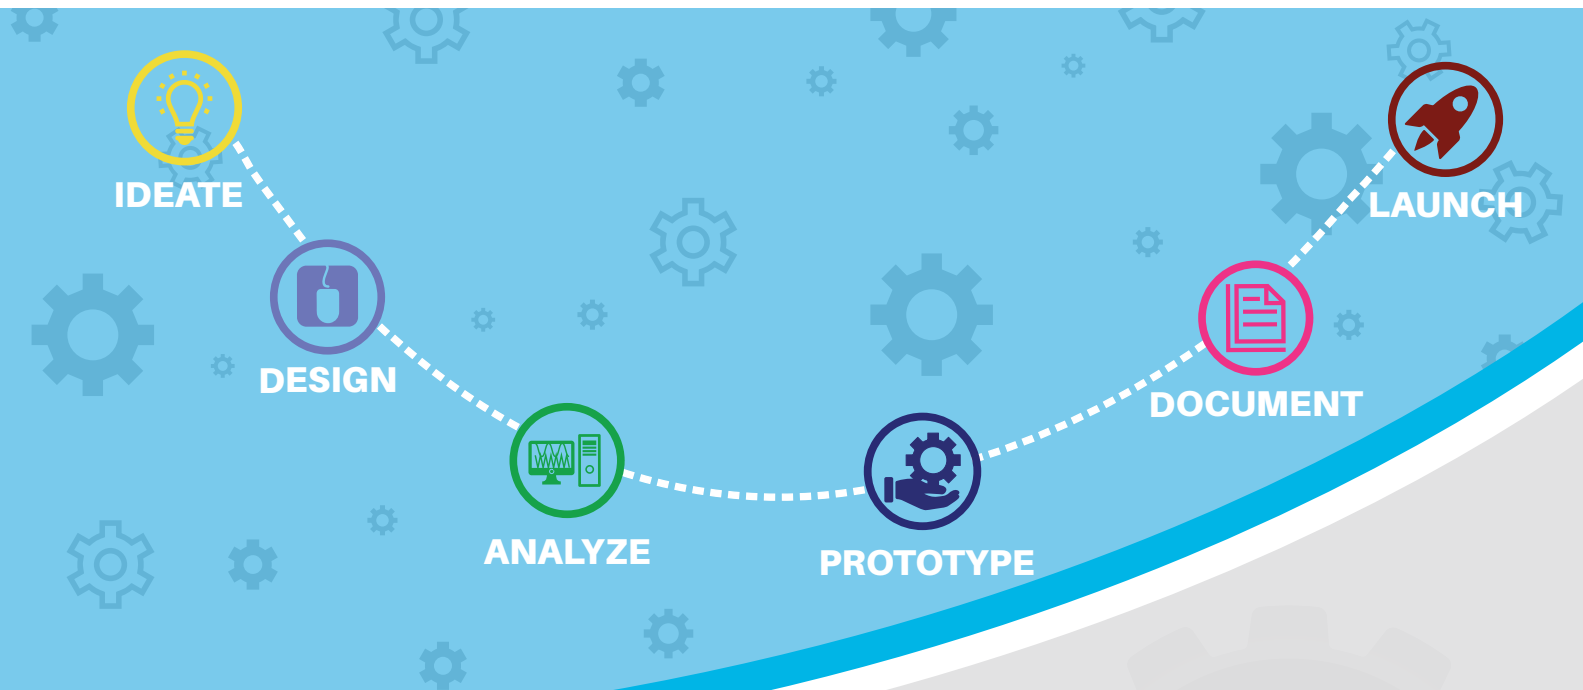 IDEATE
DESIGN
ANALYZE
PROTOTYPE
DOCUMENT
LAUNCH